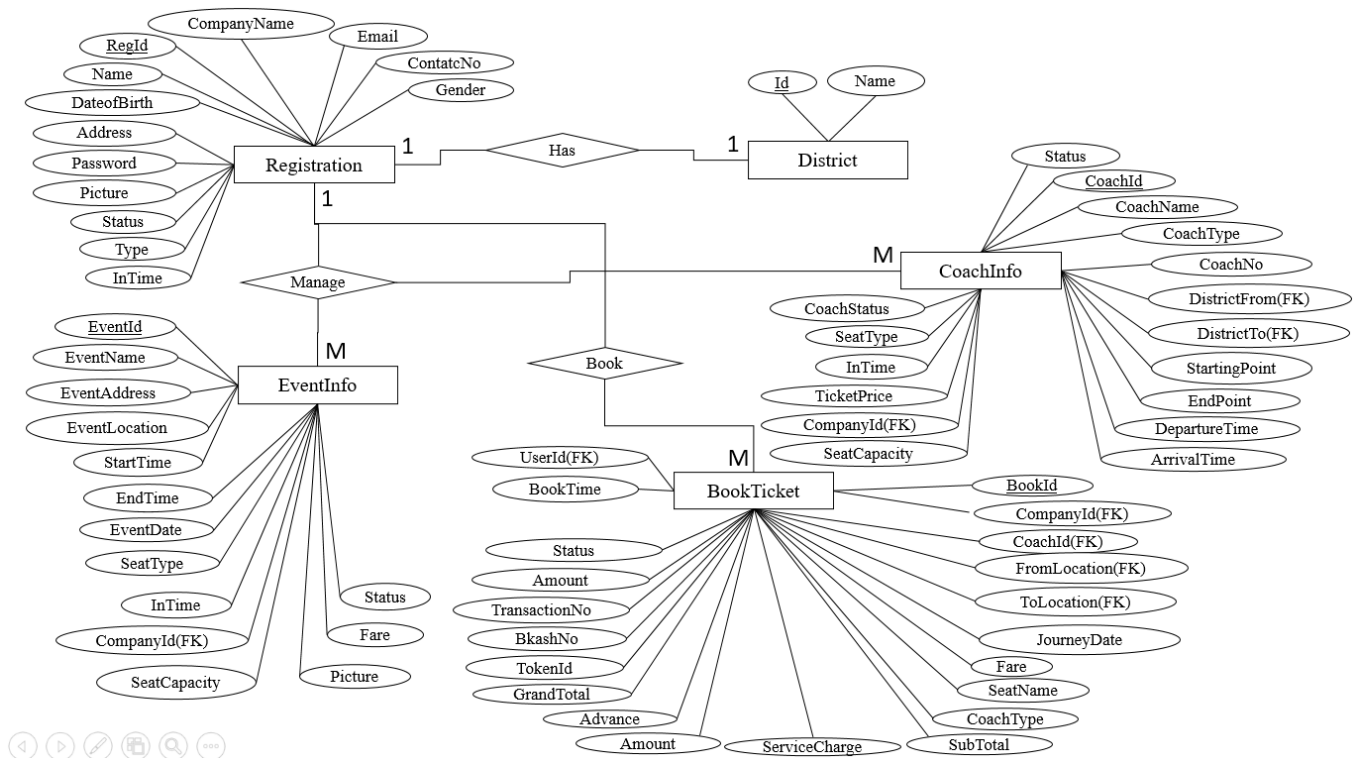 CompanyName
RegId
Name
DateofBirth
Address
Password
Picture
Status
Type
InTime
Email
ContatcNo
Gender
Registration
1
Has
1
District
Id
Name
1
Manage
M
CoachInfo
Status
CoachId
CoachName
CoachType
CoachNo
DistrictFrom(FK)
DistrictTo(FK)
StartingPoint
EndPoint
DepartureTime
ArrivalTime
CoachStatus
SeatType
InTime
TicketPrice
CompanyId(FK)
SeatCapacity
M
EventInfo
EventId
EventName
EventAddress
EventLocation
StartTime
EndTime
EventDate
SeatType
InTime
CompanyId(FK)
SeatCapacity
Status
Fare
Picture
Book
M
BookTicket
UserId(FK)
BookTime
Status
Amount
TransactionNo
BkashNo
TokenId
GrandTotal
Advance
Amount
ServiceCharge
BookId
CompanyId(FK)
CoachId(FK)
FromLocation(FK)
ToLocation(FK)
JourneyDate
Fare
SeatName
CoachType
SubTotal